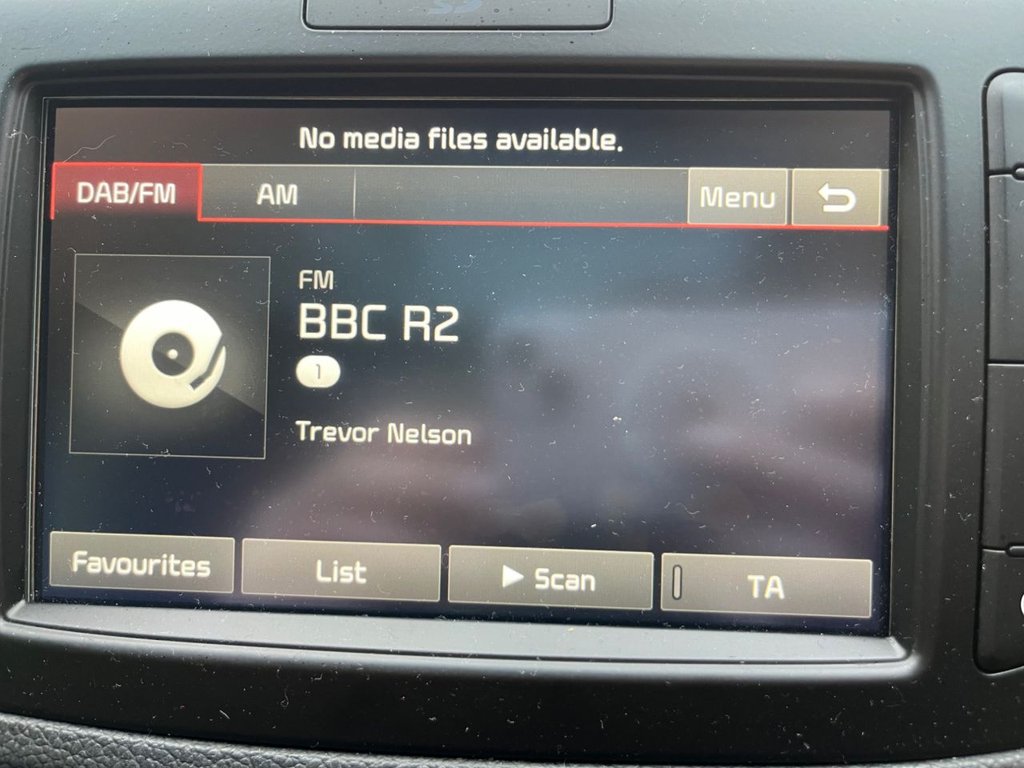 No media files available.
DAB/FM AM Menu
FM
BBC R2
1
Trevor Nelson
Favourites List Scan TA